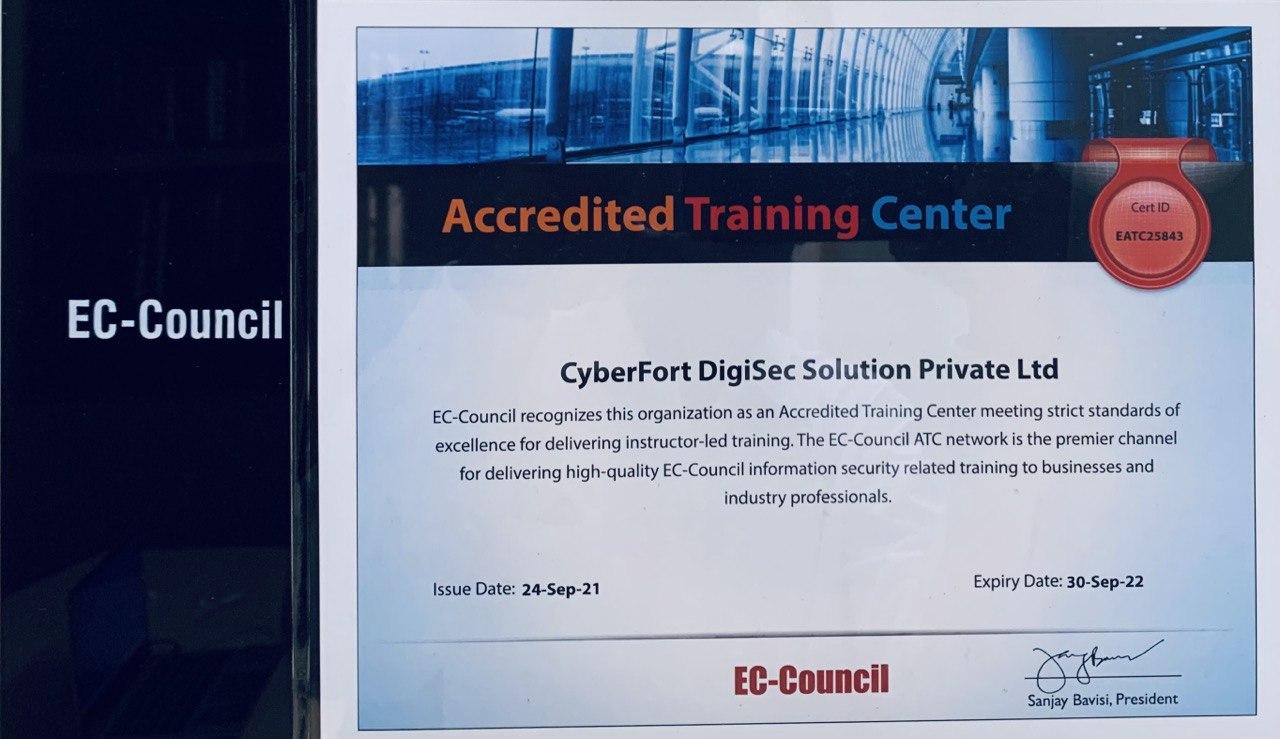 EC-Council
Accredited Training Center
Cert ID
EATC25843
CyberFort DigiSec Solution Private Ltd
EC-Council recognizes this organization as an Accredited Training Center meeting strict standards of
excellence for delivering instructor-led training. The EC-Council ATC network is the premier channel
for delivering high-quality EC-Council information security related training to businesses and
industry professionals.
Issue Date: 24-Sep-21
Expiry Date: 30-Sep-22
EC-Council
Sanjay Bavisi, President